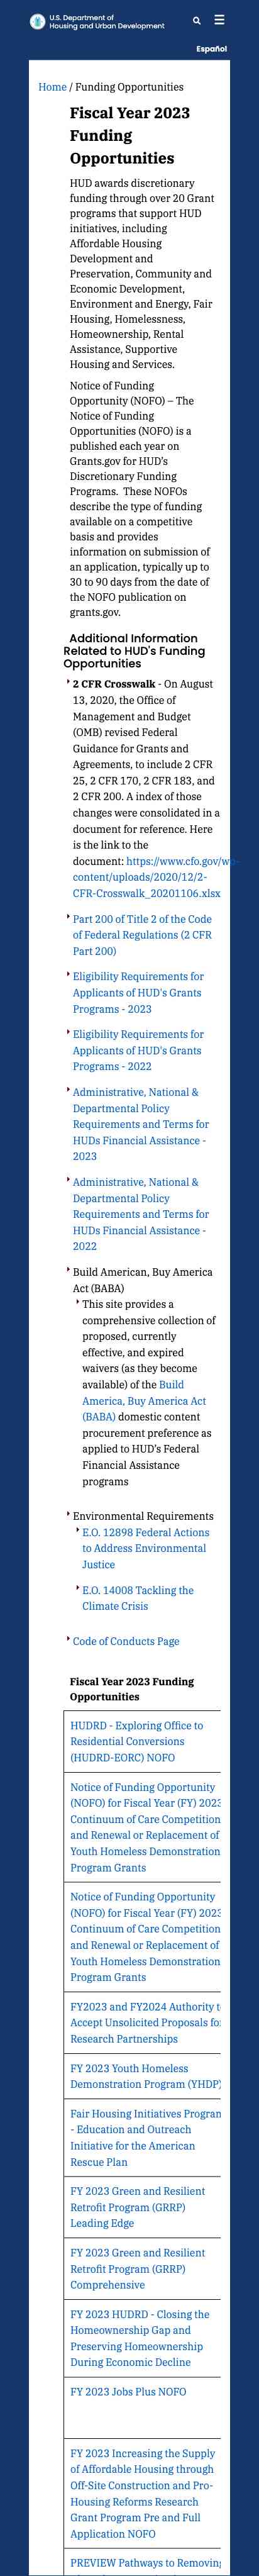 U.S. Department of
Housing and Urban Development
Español
Home / Funding Opportunities
Fiscal Year 2023
Funding
Opportunities
HUD awards discretionary
funding through over 20 Grant
programs that support HUD
initiatives, including
Affordable Housing
Development and
Preservation, Community and
Economic Development,
Environment and Energy, Fair
Housing, Homelessness,
Homeownership, Rental
Assistance, Supportive
Housing and Services.
Notice of Funding
Opportunity (NOFO) – The
Notice of Funding
Opportunities (NOFO) is a
published each year on
Grants.gov for HUD's
Discretionary Funding
Programs.  These NOFOs
describe the type of funding
available on a competitive
basis and provides
information on submission of
an application, typically up to
30 to 90 days from the date of
the NOFO publication on
grants.gov.
Additional Information
Related to HUD's Funding
Opportunities
2 CFR Crosswalk - On August
13, 2020, the Office of
Management and Budget
(OMB) revised Federal
Guidance for Grants and
Agreements, to include 2 CFR
25, 2 CFR 170, 2 CFR 183, and
2 CFR 200. A index of those
changes were consolidated in a
document for reference. Here
is the link to the
document: https://www.cfo.gov/wp-
content/uploads/2020/12/2-
CFR-Crosswalk_20201106.xlsx
Part 200 of Title 2 of the Code
of Federal Regulations (2 CFR
Part 200)
Eligibility Requirements for
Applicants of HUD's Grants
Programs - 2023
Eligibility Requirements for
Applicants of HUD's Grants
Programs - 2022
Administrative, National &
Departmental Policy
Requirements and Terms for
HUDs Financial Assistance -
2023
Administrative, National &
Departmental Policy
Requirements and Terms for
HUDs Financial Assistance -
2022
Build American, Buy America
Act (BABA)
This site provides a
comprehensive collection of
proposed, currently
effective, and expired
waivers (as they become
available) of the Build
America, Buy America Act
(BABA) domestic content
procurement preference as
applied to HUD's Federal
Financial Assistance
programs
Environmental Requirements
E.O. 12898 Federal Actions
to Address Environmental
Justice
E.O. 14008 Tackling the
Climate Crisis
Code of Conducts Page
Fiscal Year 2023 Funding
Opportunities
HUDRD - Exploring Office to
Residential Conversions
(HUDRD-EORC) NOFO
Notice of Funding Opportunity
(NOFO) for Fiscal Year (FY) 2023
Continuum of Care Competition
and Renewal or Replacement of
Youth Homeless Demonstration
Program Grants
Notice of Funding Opportunity
(NOFO) for Fiscal Year (FY) 2023
Continuum of Care Competition
and Renewal or Replacement of
Youth Homeless Demonstration
Program Grants
FY2023 and FY2024 Authority t
Accept Unsolicited Proposals fo
Research Partnerships
FY 2023 Youth Homeless
Demonstration Program (YHDP)
Fair Housing Initiatives Program
- Education and Outreach
Initiative for the American
Rescue Plan
FY 2023 Green and Resilient
Retrofit Program (GRRP)
Leading Edge
FY 2023 Green and Resilient
Retrofit Program (GRRP)
Comprehensive
FY 2023 HUDRD - Closing the
Homeownership Gap and
Preserving Homeownership
During Economic Decline
FY 2023 Jobs Plus NOFO
FY 2023 Increasing the Supply
of Affordable Housing through
Off-Site Construction and Pro-
Housing Reforms Research
Grant Program Pre and Full
Application NOFO
PREVIEW Pathways to Removing